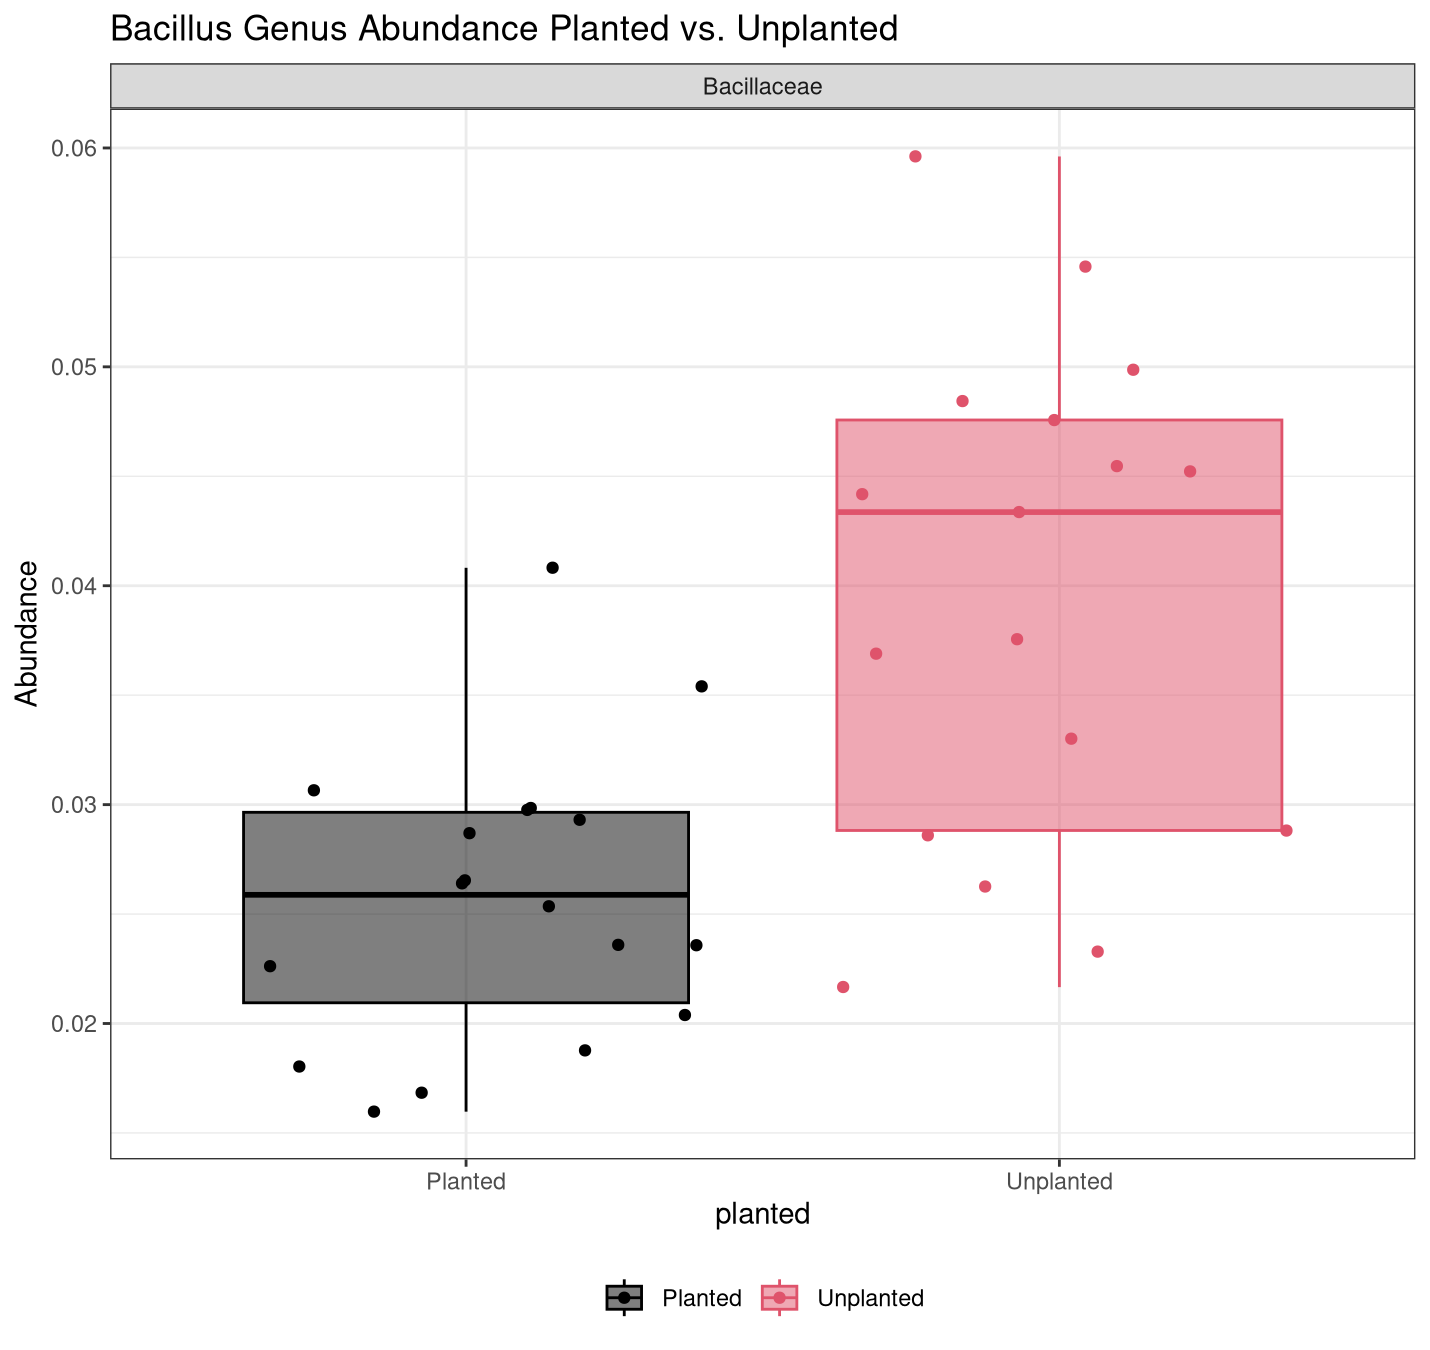 Bacillus Genus Abundance Planted vs. Unplanted
Bacillaceae
0.06
0.05
0.04
0.03
0.02
Abundance
Planted Unplanted
planted
Planted Unplanted